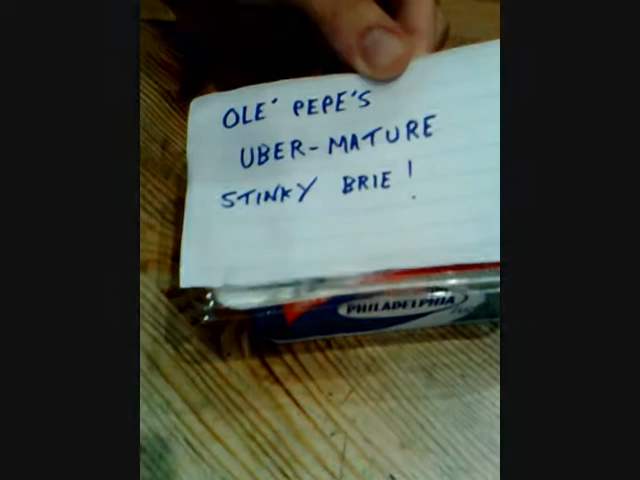 OLE' PEPE'S
UBER-MATURE
STINKY BRIE!
PHILADELPHIA